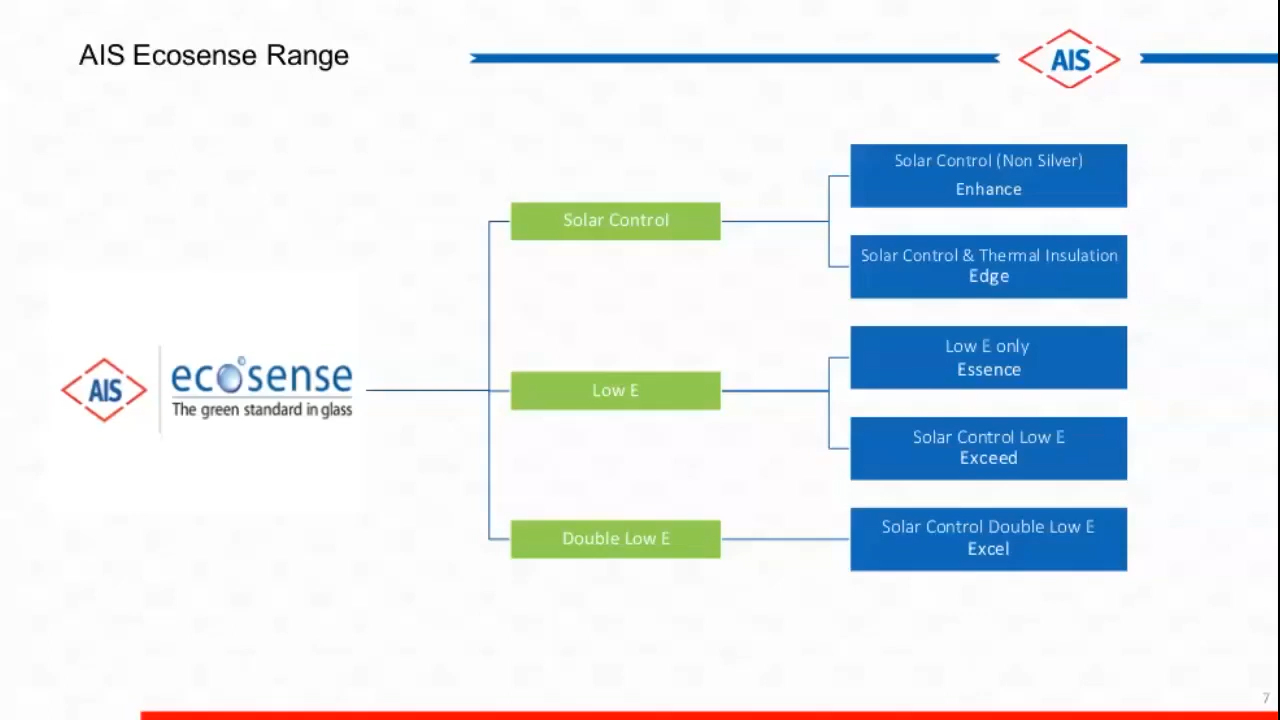 AIS Ecosense Range
AIS
Solar Control (Non Silver)
Enhance
Solar Control
Solar Control & Thermal Insulation
Edge
Low E only
Essence
AIS
ecosense
The green standard in glass
Low E
Solar Control Low E
Exceed
Double Low E
Solar Control Double Low E
Excel
7